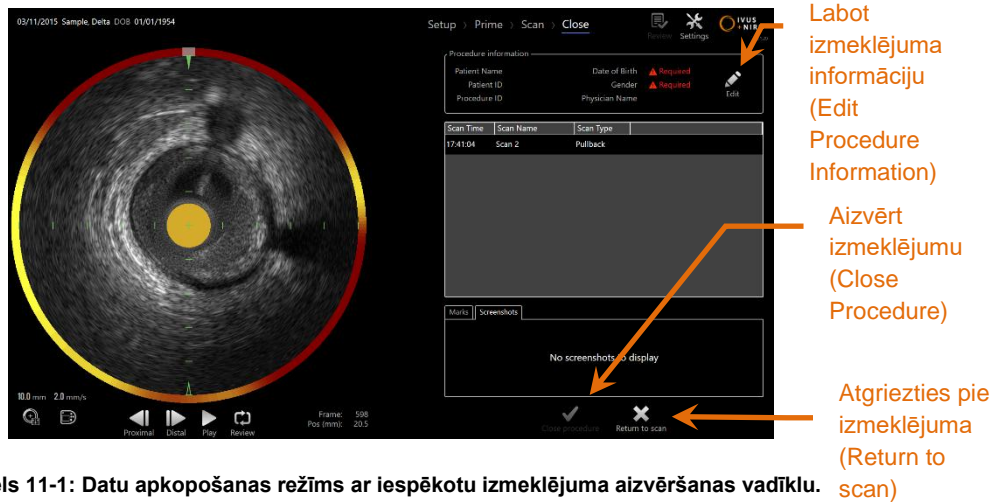 03/11/2015 Sample, Delta DOB 01/01/1954
Setup > Prime > Scan > Close
Review
Settings
IVUS
+NIR
On
Procedure information
Patient Name
Date of Birth
Required
Patient ID
Gender
Required
Procedure ID
Physician Name
Edit
Scan Time Scan Name Scan Type
17:41:04 Scan 2 Pullback
Marks Screenshots
No screenshots to display
10.0 mm 2.0 mm/s
Proximal Distal Play Review
Frame: 598
Pos (mm): 20.5
Close procedure
Return to scan
Labot
izmeklējuma
informāciju
(Edit
Procedure
Information)
Aizvērt
izmeklējumu
(Close
Procedure)
Atgriezties pie
izmeklējuma
(Return to
scan)
els 11-1: Datu apkopošanas režīms ar iespēkotu izmeklējuma aizvēršanas vadīklu.